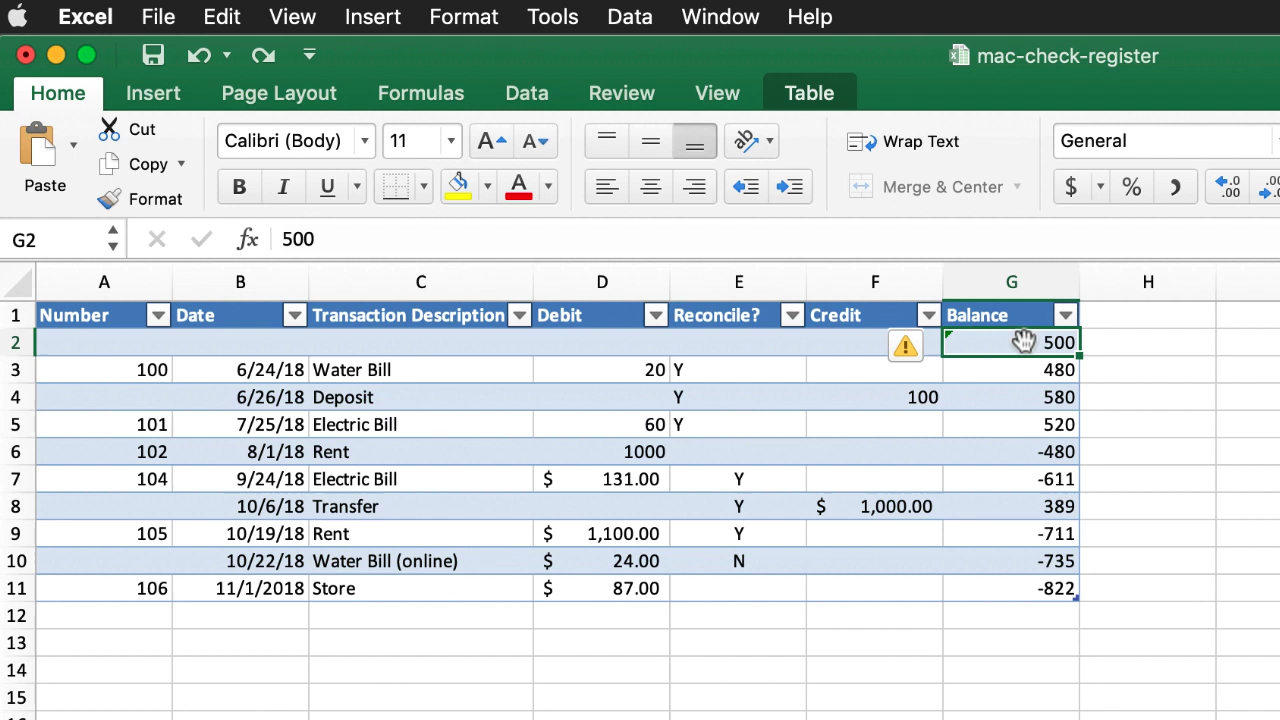 Excel File Edit View Insert Format Tools Data Window Help
mac-check-register
Home Insert Page Layout Formulas Data Review View Table
Paste
Cut
Copy
Format
Calibri (Body) 11 A A
B I U A
ab
Wrap Text
Merge & Center
General
$ % .0 .00
G2 fx 500
A B C D E F G H
1 Number Date Transaction Description Debit Reconcile? Credit Balance
2 500
3 100 6/24/18 Water Bill 20 Y 480
4 6/26/18 Deposit Y 100 580
5 101 7/25/18 Electric Bill 60 Y 520
6 102 8/1/18 Rent 1000 -480
7 104 9/24/18 Electric Bill $ 131.00 Y -611
8 10/6/18 Transfer Y $ 1,000.00 389
9 105 10/19/18 Rent $ 1,100.00 Y -711
10 10/22/18 Water Bill (online) $ 24.00 N -735
11 106 11/1/2018 Store $ 87.00 -822
12
13
14
15